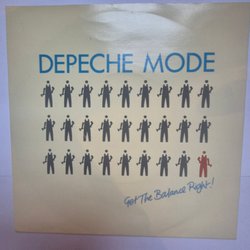 DEPECHE MODE
Get The Balance Right!